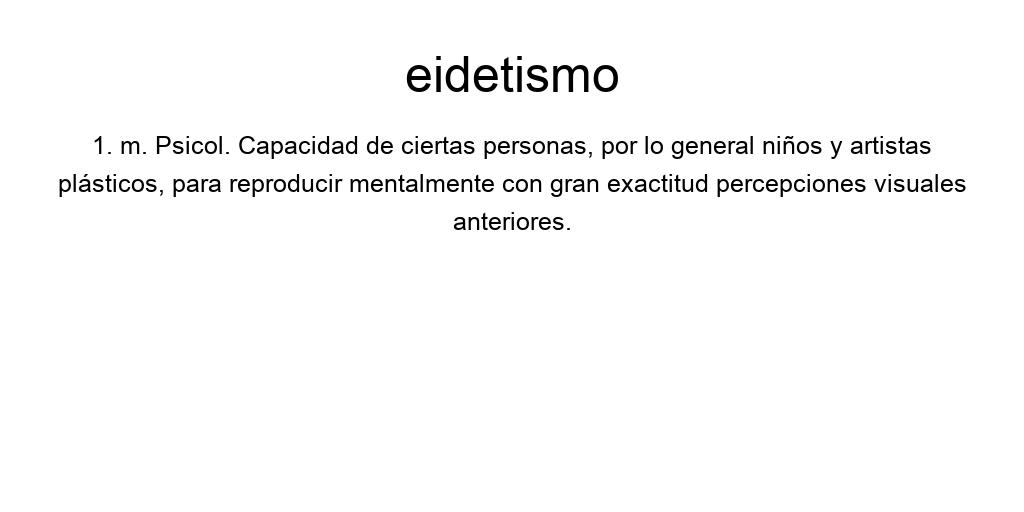 eidetismo
1. m. Psicol. Capacidad de ciertas personas, por lo general niños y artistas
plásticos, para reproducir mentalmente con gran exactitud percepciones visuales
anteriores.